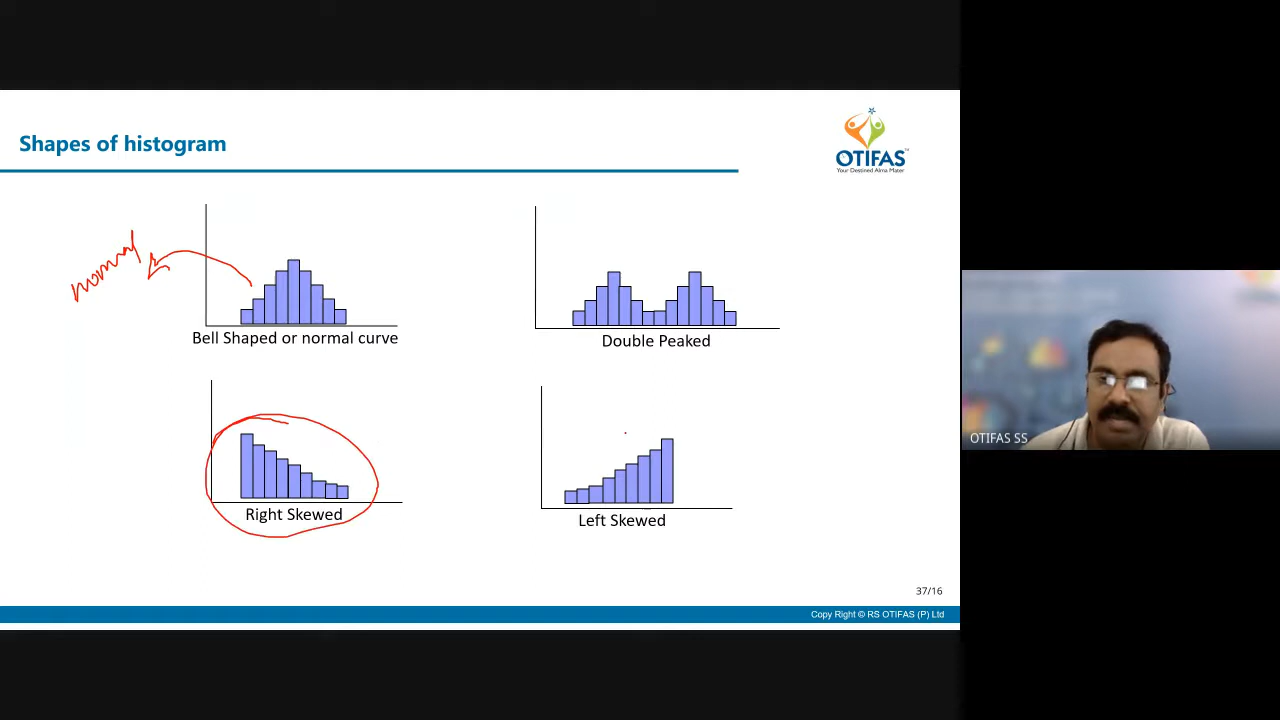 Shapes of histogram
OTIFAS™
Your Destined Alma Mater
normal
Bell Shaped or normal curve
Double Peaked
Right Skewed
Left Skewed
OTIFAS SS
37/16
Copy Right © RS OTIFAS (P) Ltd